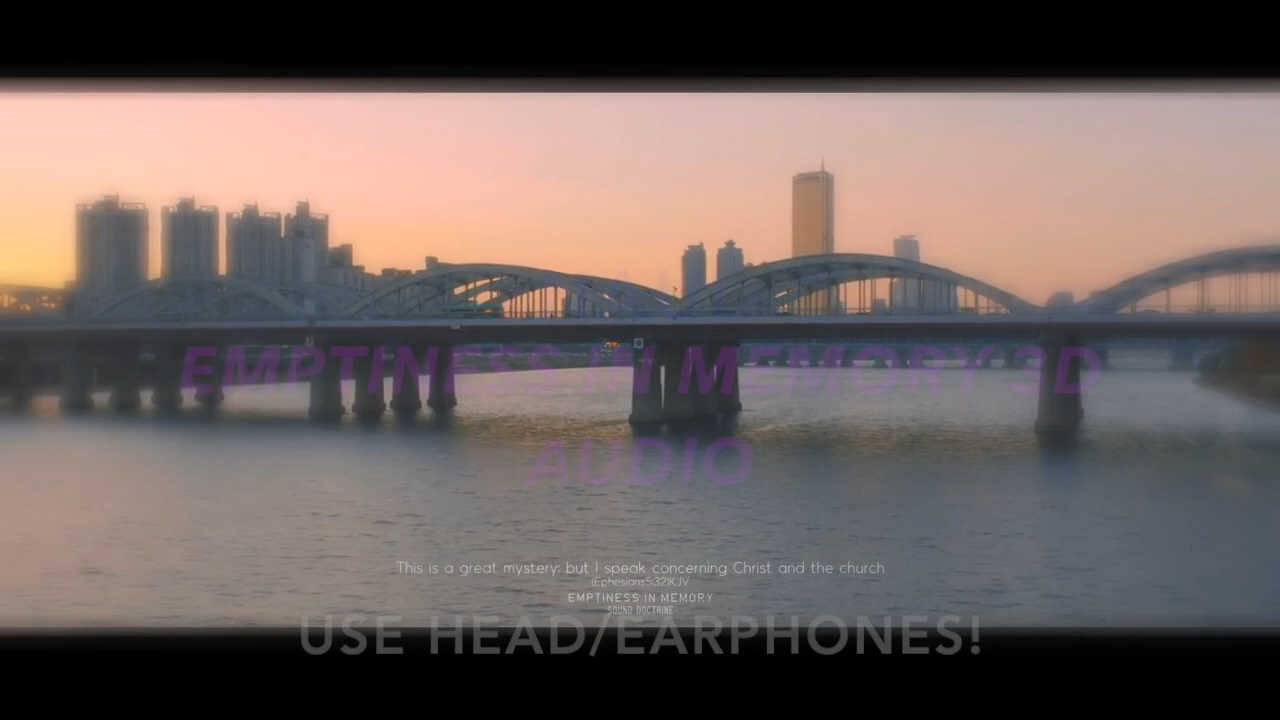 EMPTINESS IN MEMORY 3D
AUDIO
This is a great mystery: but I speak concerning Christ and the church
(Ephesians5:32)KJV
EMPTINESS IN MEMORY
SOUND DOCTRINE
USE HEAD/EARPHONES!